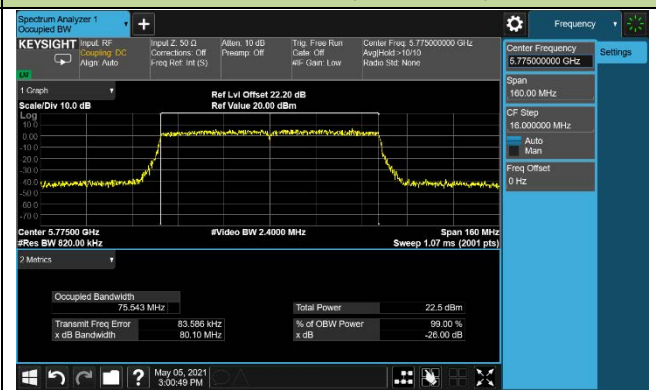 Spectrum Analyzer 1
Occupied BW
+
Frequency
KEYSIGHT
Input: RF
Coupling: DC
Align: Auto
Input Z: 50 Ω
Corrections: Off
Freq Ref: Int (S)
Atten: 10 dB
Preamp: Off
Trig: Free Run
Gate: Off
#IF Gain: Low
Center Freq: 5.775000000 GHz
Avg|Hold:>10/10
Radio Std: None
Center Frequency
5.775000000 GHz
Settings
Span
160.00 MHz
CF Step
16.000000 MHz
Auto
Man
Freq Offset
0 Hz
1 Graph
Scale/Div 10.0 dB
Ref Lvl Offset 22.20 dB
Ref Value 20.00 dBm
Log
10.0
0.00
-10.0
-20.0
-30.0
-40.0
-50.0
-60.0
-70.0
Center 5.77500 GHz
#Video BW 2.4000 MHz
Span 160 MHz
#Res BW 820.00 kHz
Sweep 1.07 ms (2001 pts)
2 Metrics
Occupied Bandwidth
75.543 MHz
Total Power
22.5 dBm
Transmit Freq Error
83.586 kHz
% of OBW Power
99.00 %
x dB Bandwidth
80.10 MHz
x dB
-26.00 dB
?
May 05, 2021
3:00:49 PM